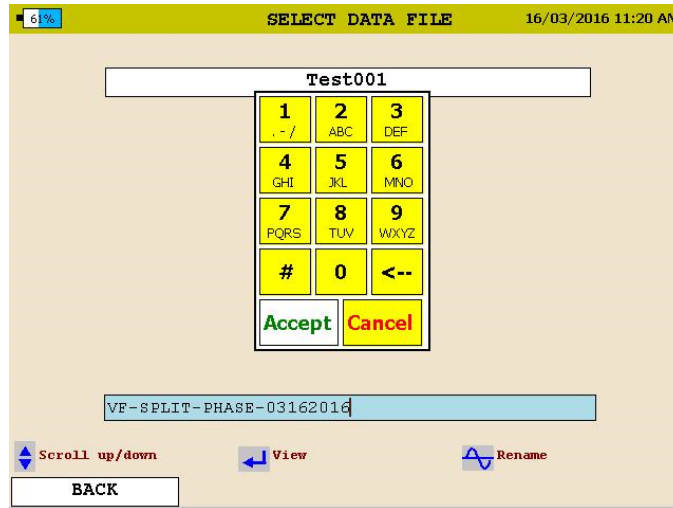 61% SELECT DATA FILE 16/03/2016 11:20 AM
Test001
1 2 3
. - / ABC DEF
4 5 6
GHI JKL MNO
7 8 9
PQRS TUV WXYZ
# 0 <--
Accept Cancel
VF-SPLIT-PHASE-03162016
Scroll up/down View Rename
BACK